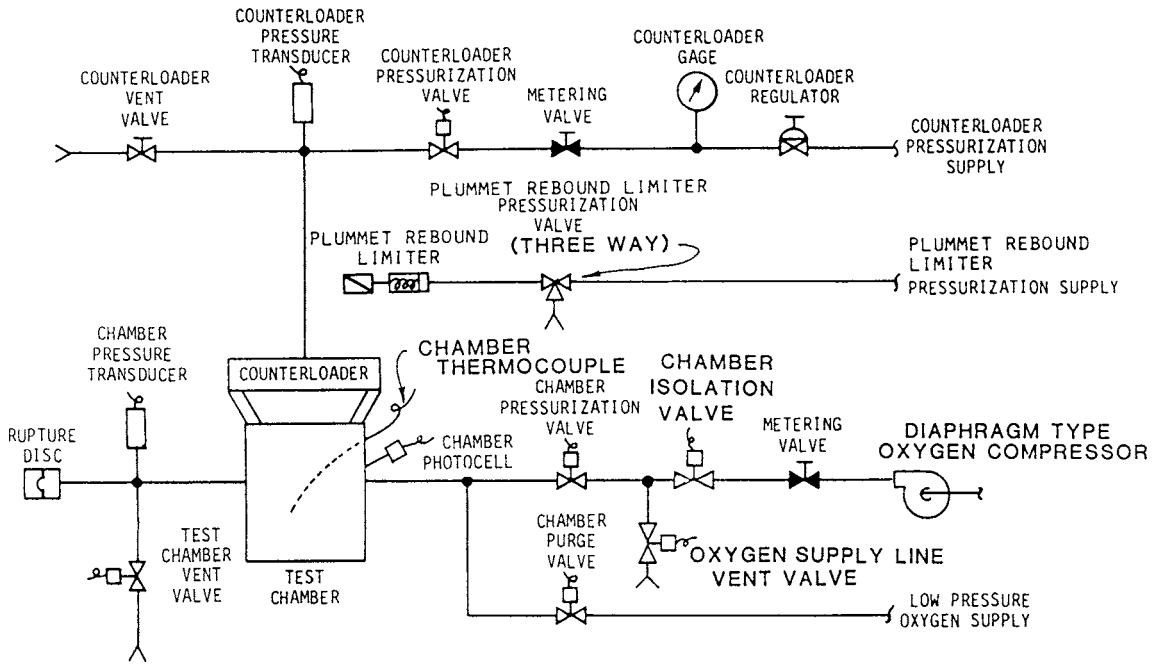 COUNTERLOADER
PRESSURE
TRANSDUCER
COUNTERLOADER
VENT
VALVE
COUNTERLOADER
PRESSURIZATION
VALVE
METERING
VALVE
COUNTERLOADER
GAGE
COUNTERLOADER
REGULATOR
COUNTERLOADER
PRESSURIZATION
SUPPLY
PLUMMET REBOUND LIMITER
PRESSURIZATION
VALVE
(THREE WAY)
PLUMMET REBOUND
LIMITER
PLUMMET REBOUND
LIMITER
PRESSURIZATION SUPPLY
CHAMBER
PRESSURE
TRANSDUCER
COUNTERLOADER
CHAMBER
THERMOCOUPLE
CHAMBER
PRESSURIZATION
VALVE
CHAMBER
ISOLATION
VALVE
METERING
VALVE
DIAPHRAGM TYPE
OXYGEN COMPRESSOR
RUPTURE
DISC
CHAMBER
PHOTOCELL
TEST
CHAMBER
VENT
VALVE
TEST
CHAMBER
CHAMBER
PURGE
VALVE
OXYGEN SUPPLY LINE
VENT VALVE
LOW PRESSURE
OXYGEN SUPPLY